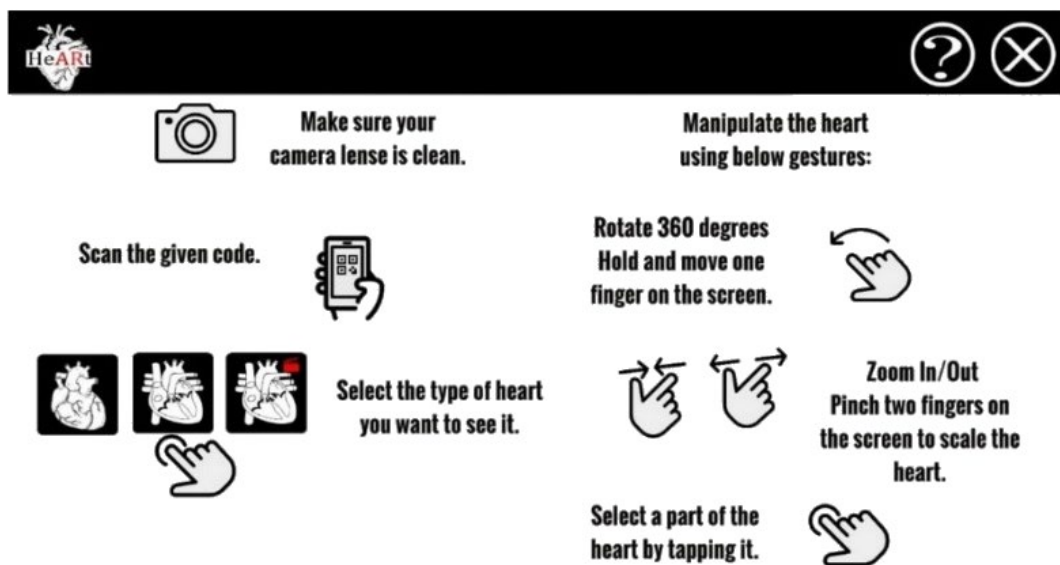 HeARt
?
Make sure your
camera lense is clean.
Scan the given code.
Select the type of heart
you want to see it.
Manipulate the heart
using below gestures:
Rotate 360 degrees
Hold and move one
finger on the screen.
Zoom In/Out
Pinch two fingers on
the screen to scale the
heart.
Select a part of the
heart by tapping it.